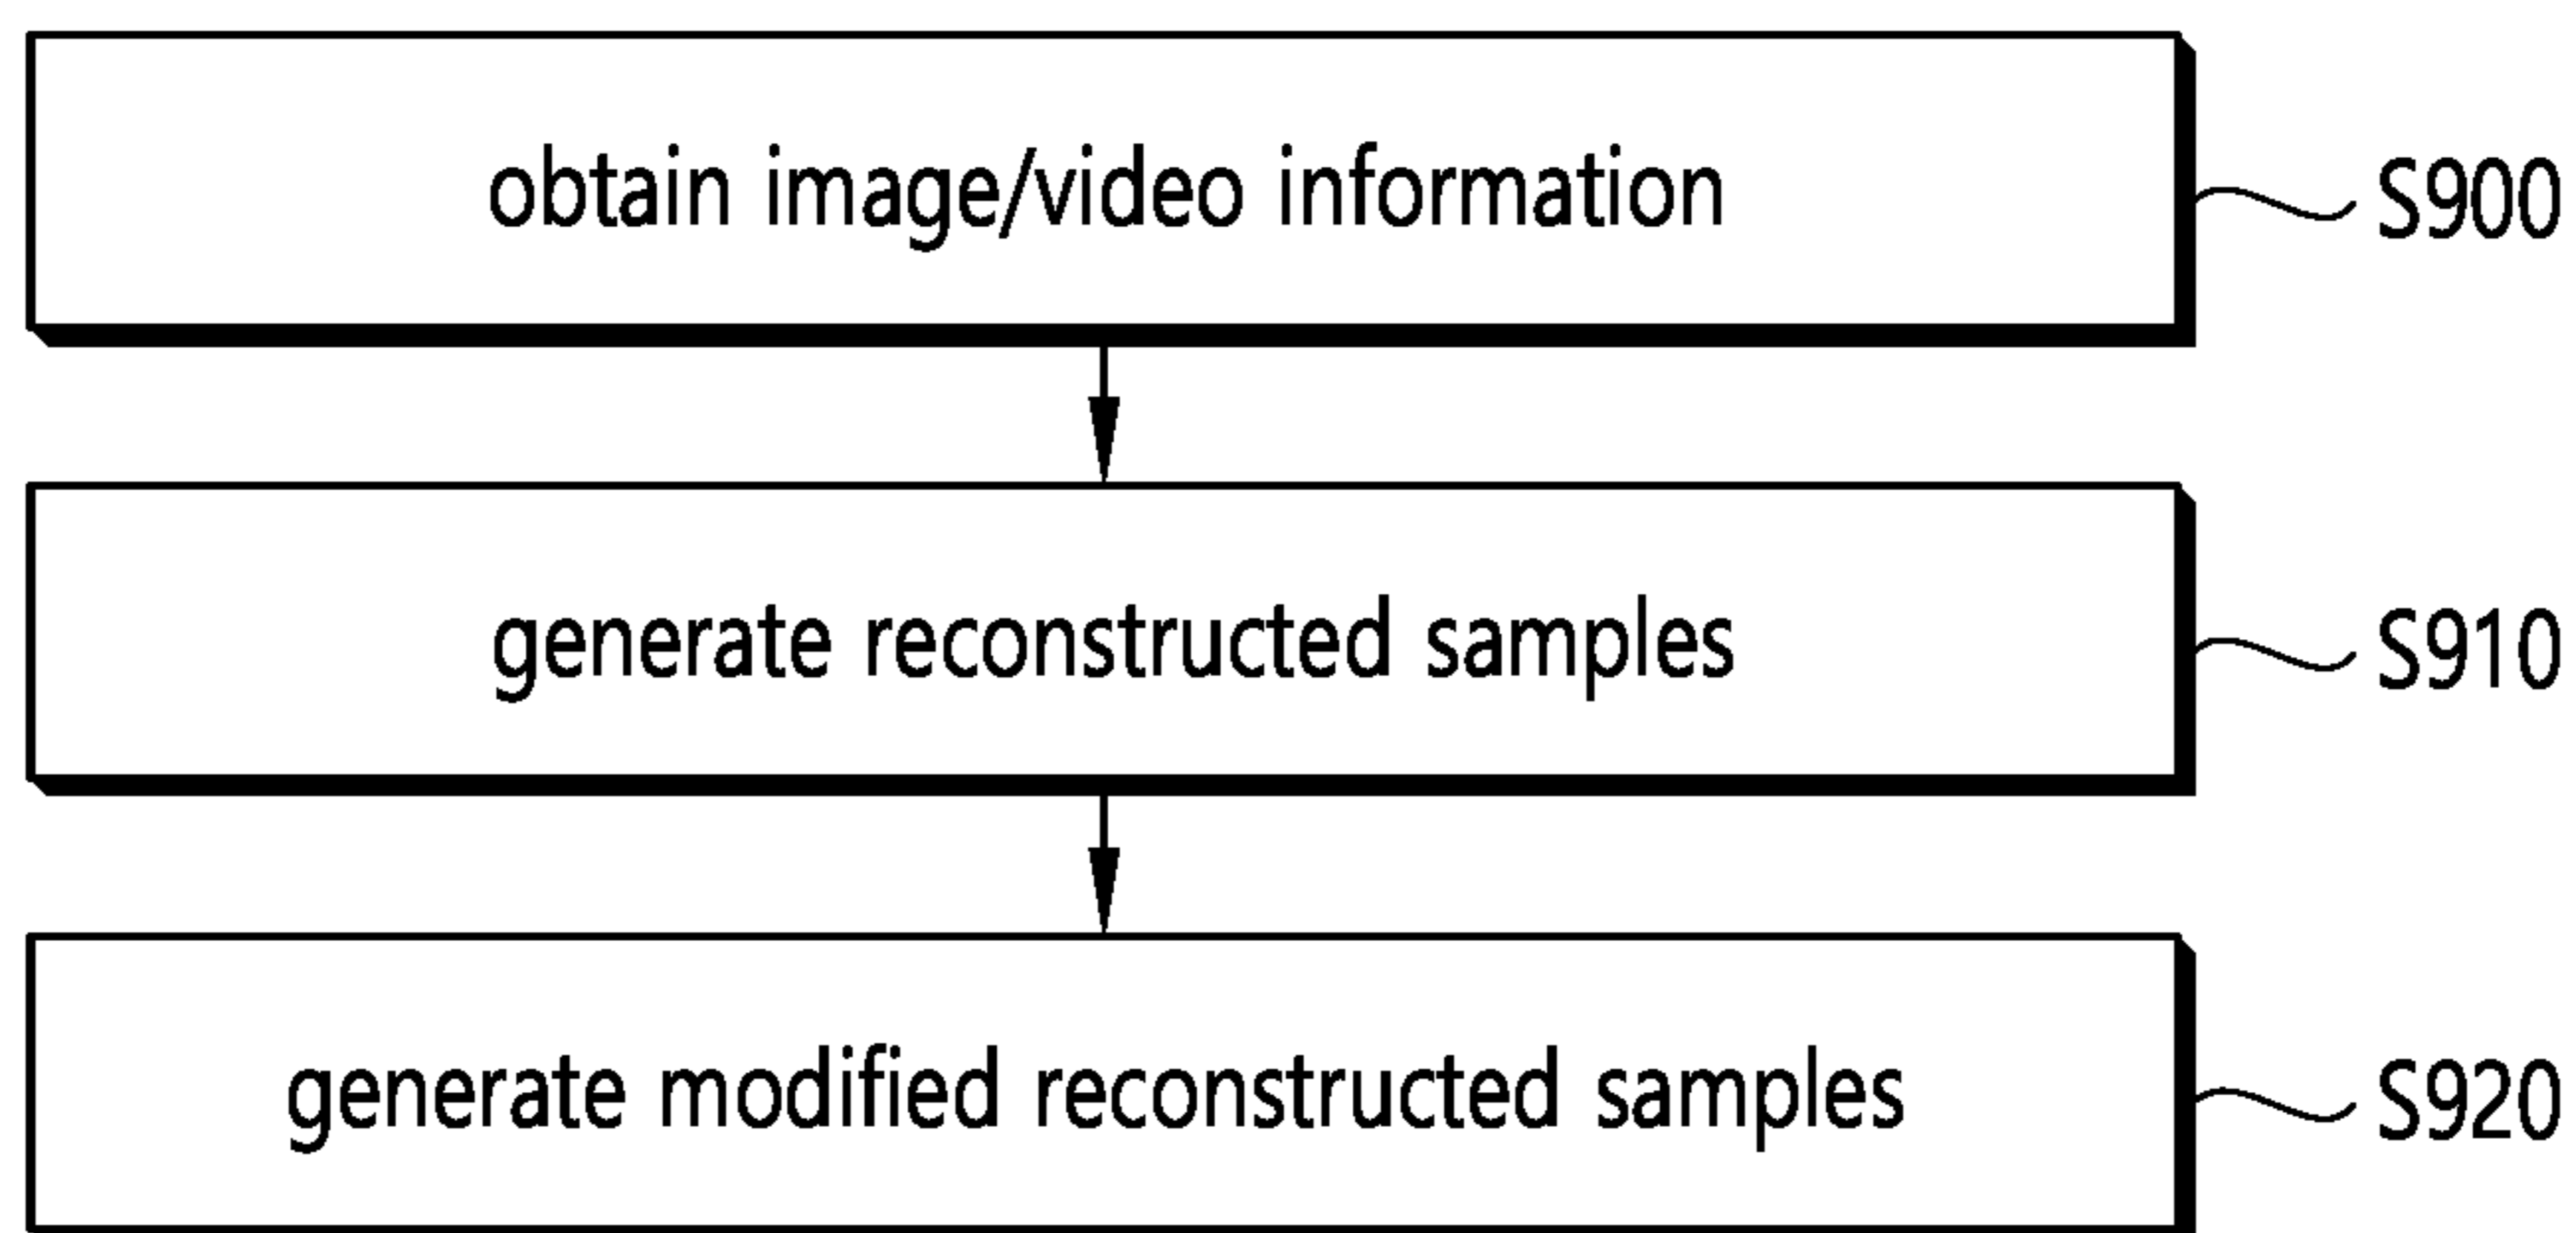 obtain image/video information
S900
generate reconstructed samples
S910
generate modified reconstructed samples
S920